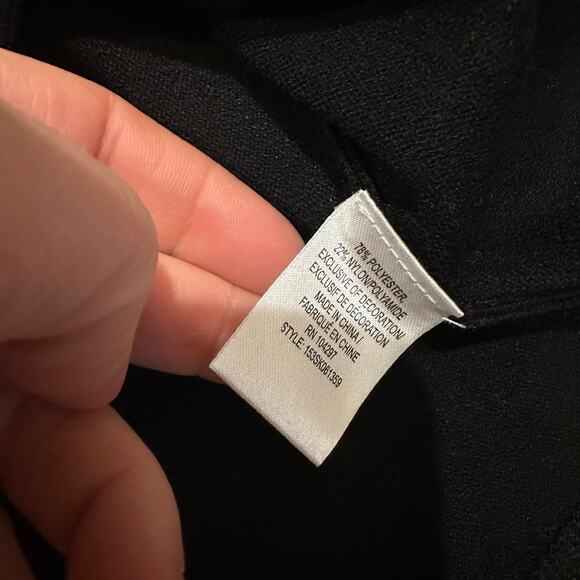 78% POLYESTER
22% NYLON/POLYAMIDE
EXCLUSIVE OF DECORATION/
EXCLUSIF DE DECORATION
MADE IN CHINA /
FABRIQUÉ EN CHINE
RN 104297
STYLE: 153SK061359